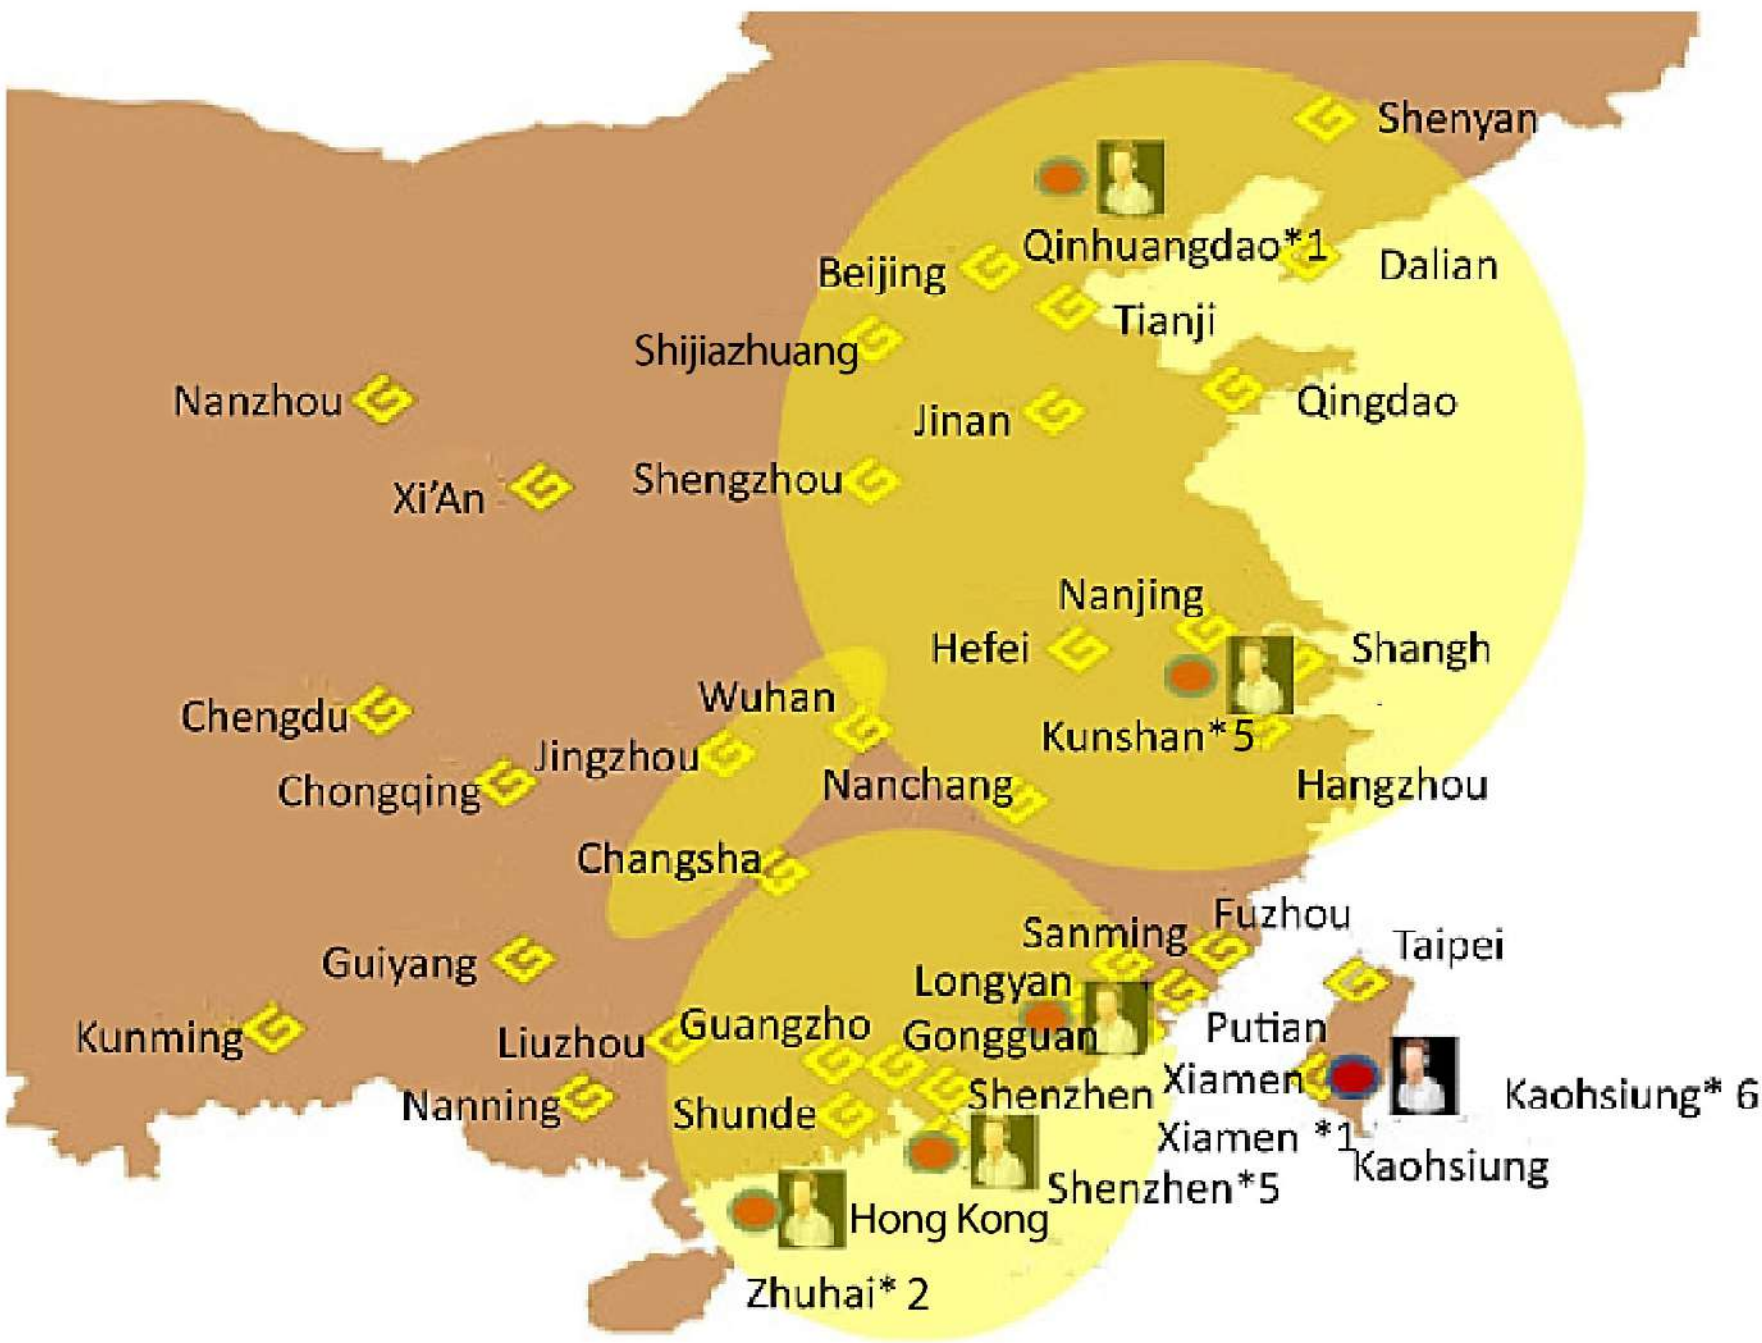 Shenyan
Qinhuangdao*1
Beijing
Dalian
Tianji
Shijiazhuang
Nanzhou
Jinan
Qingdao
Xi'An
Shengzhou
Nanjing
Hefei
Shangh
Wuhan
Chengdu
Kunshan*5
Jingzhou
Chongqing
Nanchang
Hangzhou
Changsha
Fuzhou
Sanming
Taipei
Guiyang
Longyan
Kunming
Liuzhou
Guangzho
Gongguan
Putian
Xiamen
Nanning
Shunde
Shenzhen
Kaohsiung* 6
Xiamen *1
Kaohsiung
Shenzhen*5
Hong Kong
Zhuhai* 2